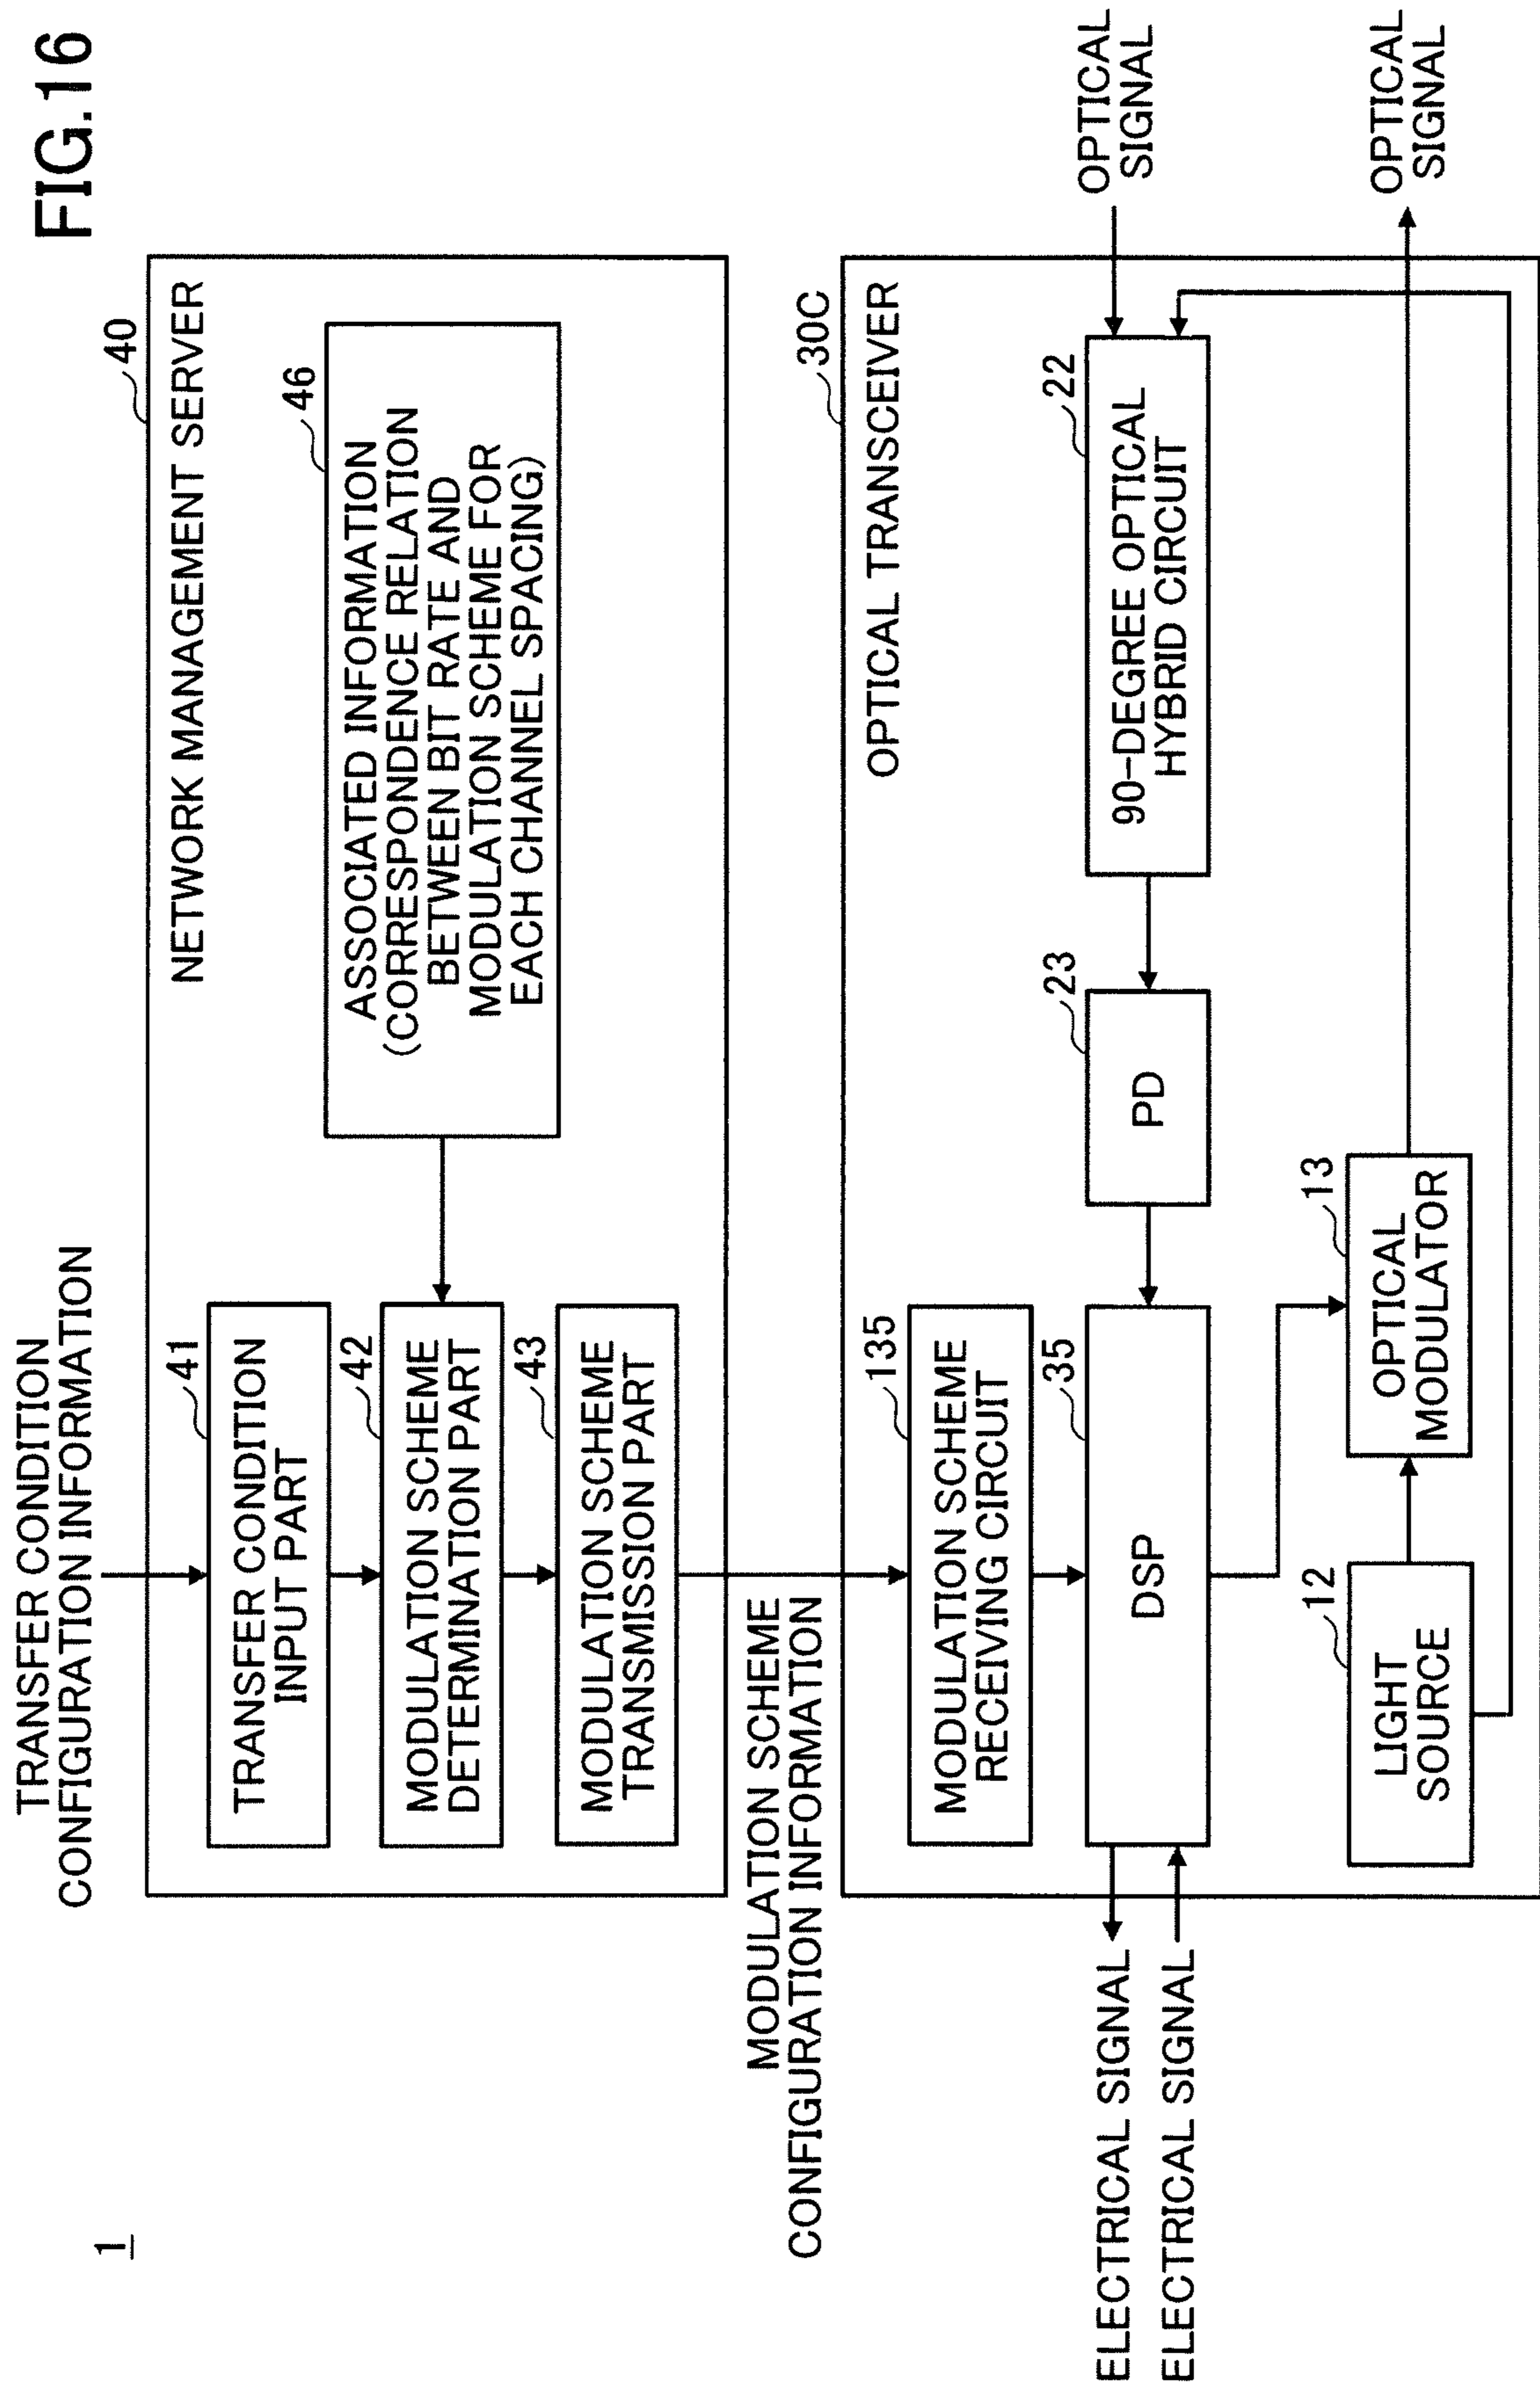 FIG.16
1
TRANSFER CONDITION
CONFIGURATION INFORMATION
40
NETWORK MANAGEMENT SERVER
41
TRANSFER CONDITION
INPUT PART
42
MODULATION SCHEME
DETERMINATION PART
43
MODULATION SCHEME
TRANSMISSION PART
46
ASSOCIATED INFORMATION
(CORRESPONDENCE RELATION
BETWEEN BIT RATE AND
MODULATION SCHEME FOR
EACH CHANNEL SPACING)
MODULATION SCHEME
CONFIGURATION INFORMATION
30C
OPTICAL TRANSCEIVER
135
MODULATION SCHEME
RECEIVING CIRCUIT
35
DSP
23
PD
22
90-DEGREE OPTICAL
HYBRID CIRCUIT
OPTICAL
SIGNAL
ELECTRICAL SIGNAL
ELECTRICAL SIGNAL
12
LIGHT
SOURCE
13
OPTICAL
MODULATOR
OPTICAL
SIGNAL